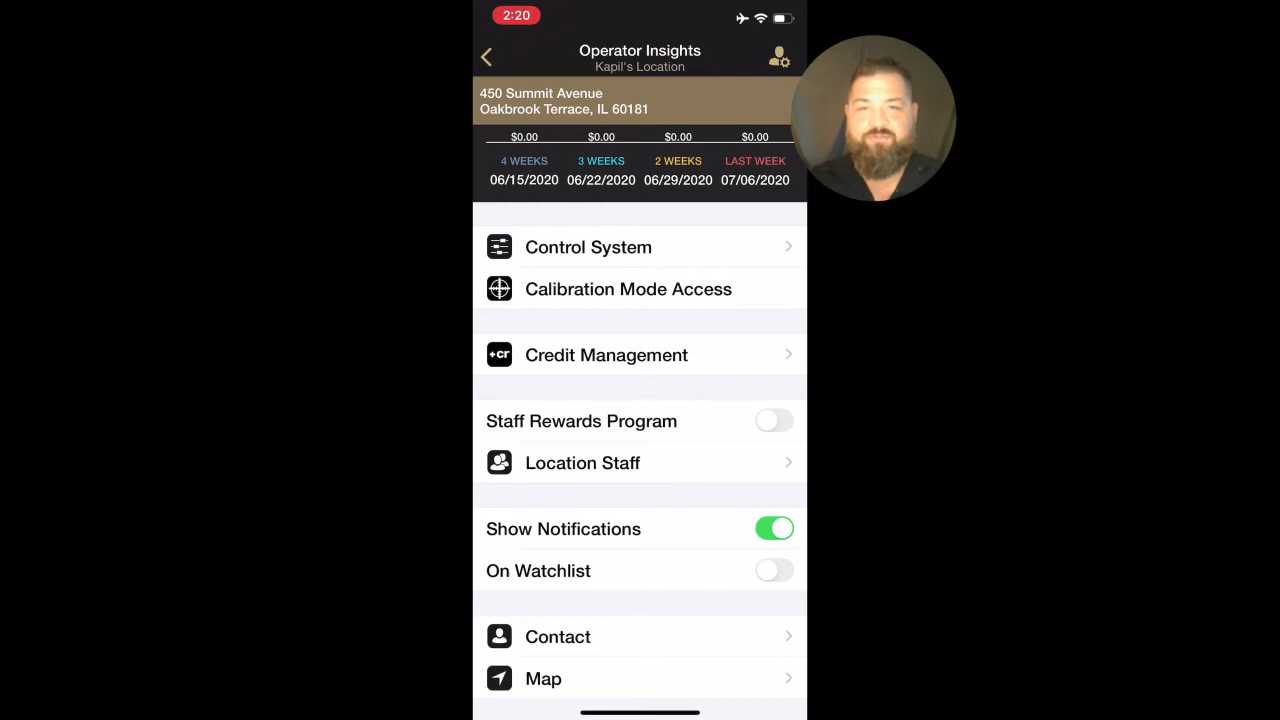 2:20
Operator Insights
Kapil's Location
450 Summit Avenue
Oakbrook Terrace, IL 60181
$0.00 $0.00 $0.00 $0.00
4 WEEKS 3 WEEKS 2 WEEKS LAST WEEK
06/15/2020 06/22/2020 06/29/2020 07/06/2020
Control System
Calibration Mode Access
+cr Credit Management
Staff Rewards Program
Location Staff
Show Notifications
On Watchlist
Contact
Map